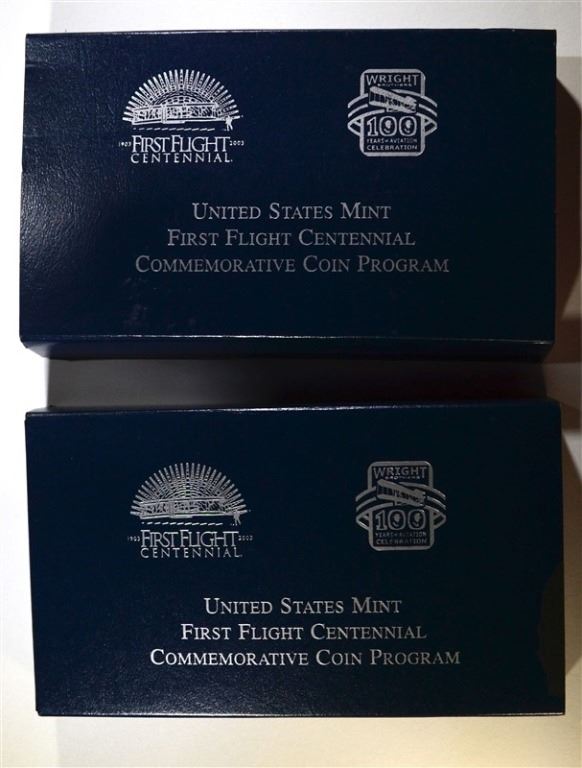 WRIGHT
BROTHERS
100
YEARS OF AVIATION
CELEBRATION
1903 FIRST FLIGHT 2003
CENTENNIAL
UNITED STATES MINT
FIRST FLIGHT CENTENNIAL
COMMEMORATIVE COIN PROGRAM
WRIGHT
BROTHERS
100
YEARS OF AVIATION
CELEBRATION
1903 FIRST FLIGHT 2003
CENTENNIAL
UNITED STATES MINT
FIRST FLIGHT CENTENNIAL
COMMEMORATIVE COIN PROGRAM